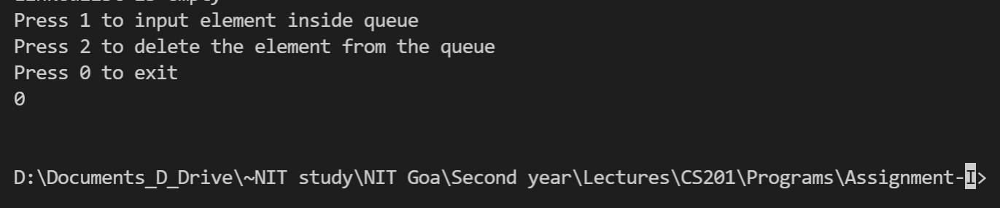 Press 1 to input element inside queue
Press 2 to delete the element from the queue
Press 0 to exit
0
D:\Documents_D_Drive\~NIT study\NIT Goa\Second year\Lectures\CS201\Programs\Assignment-I>